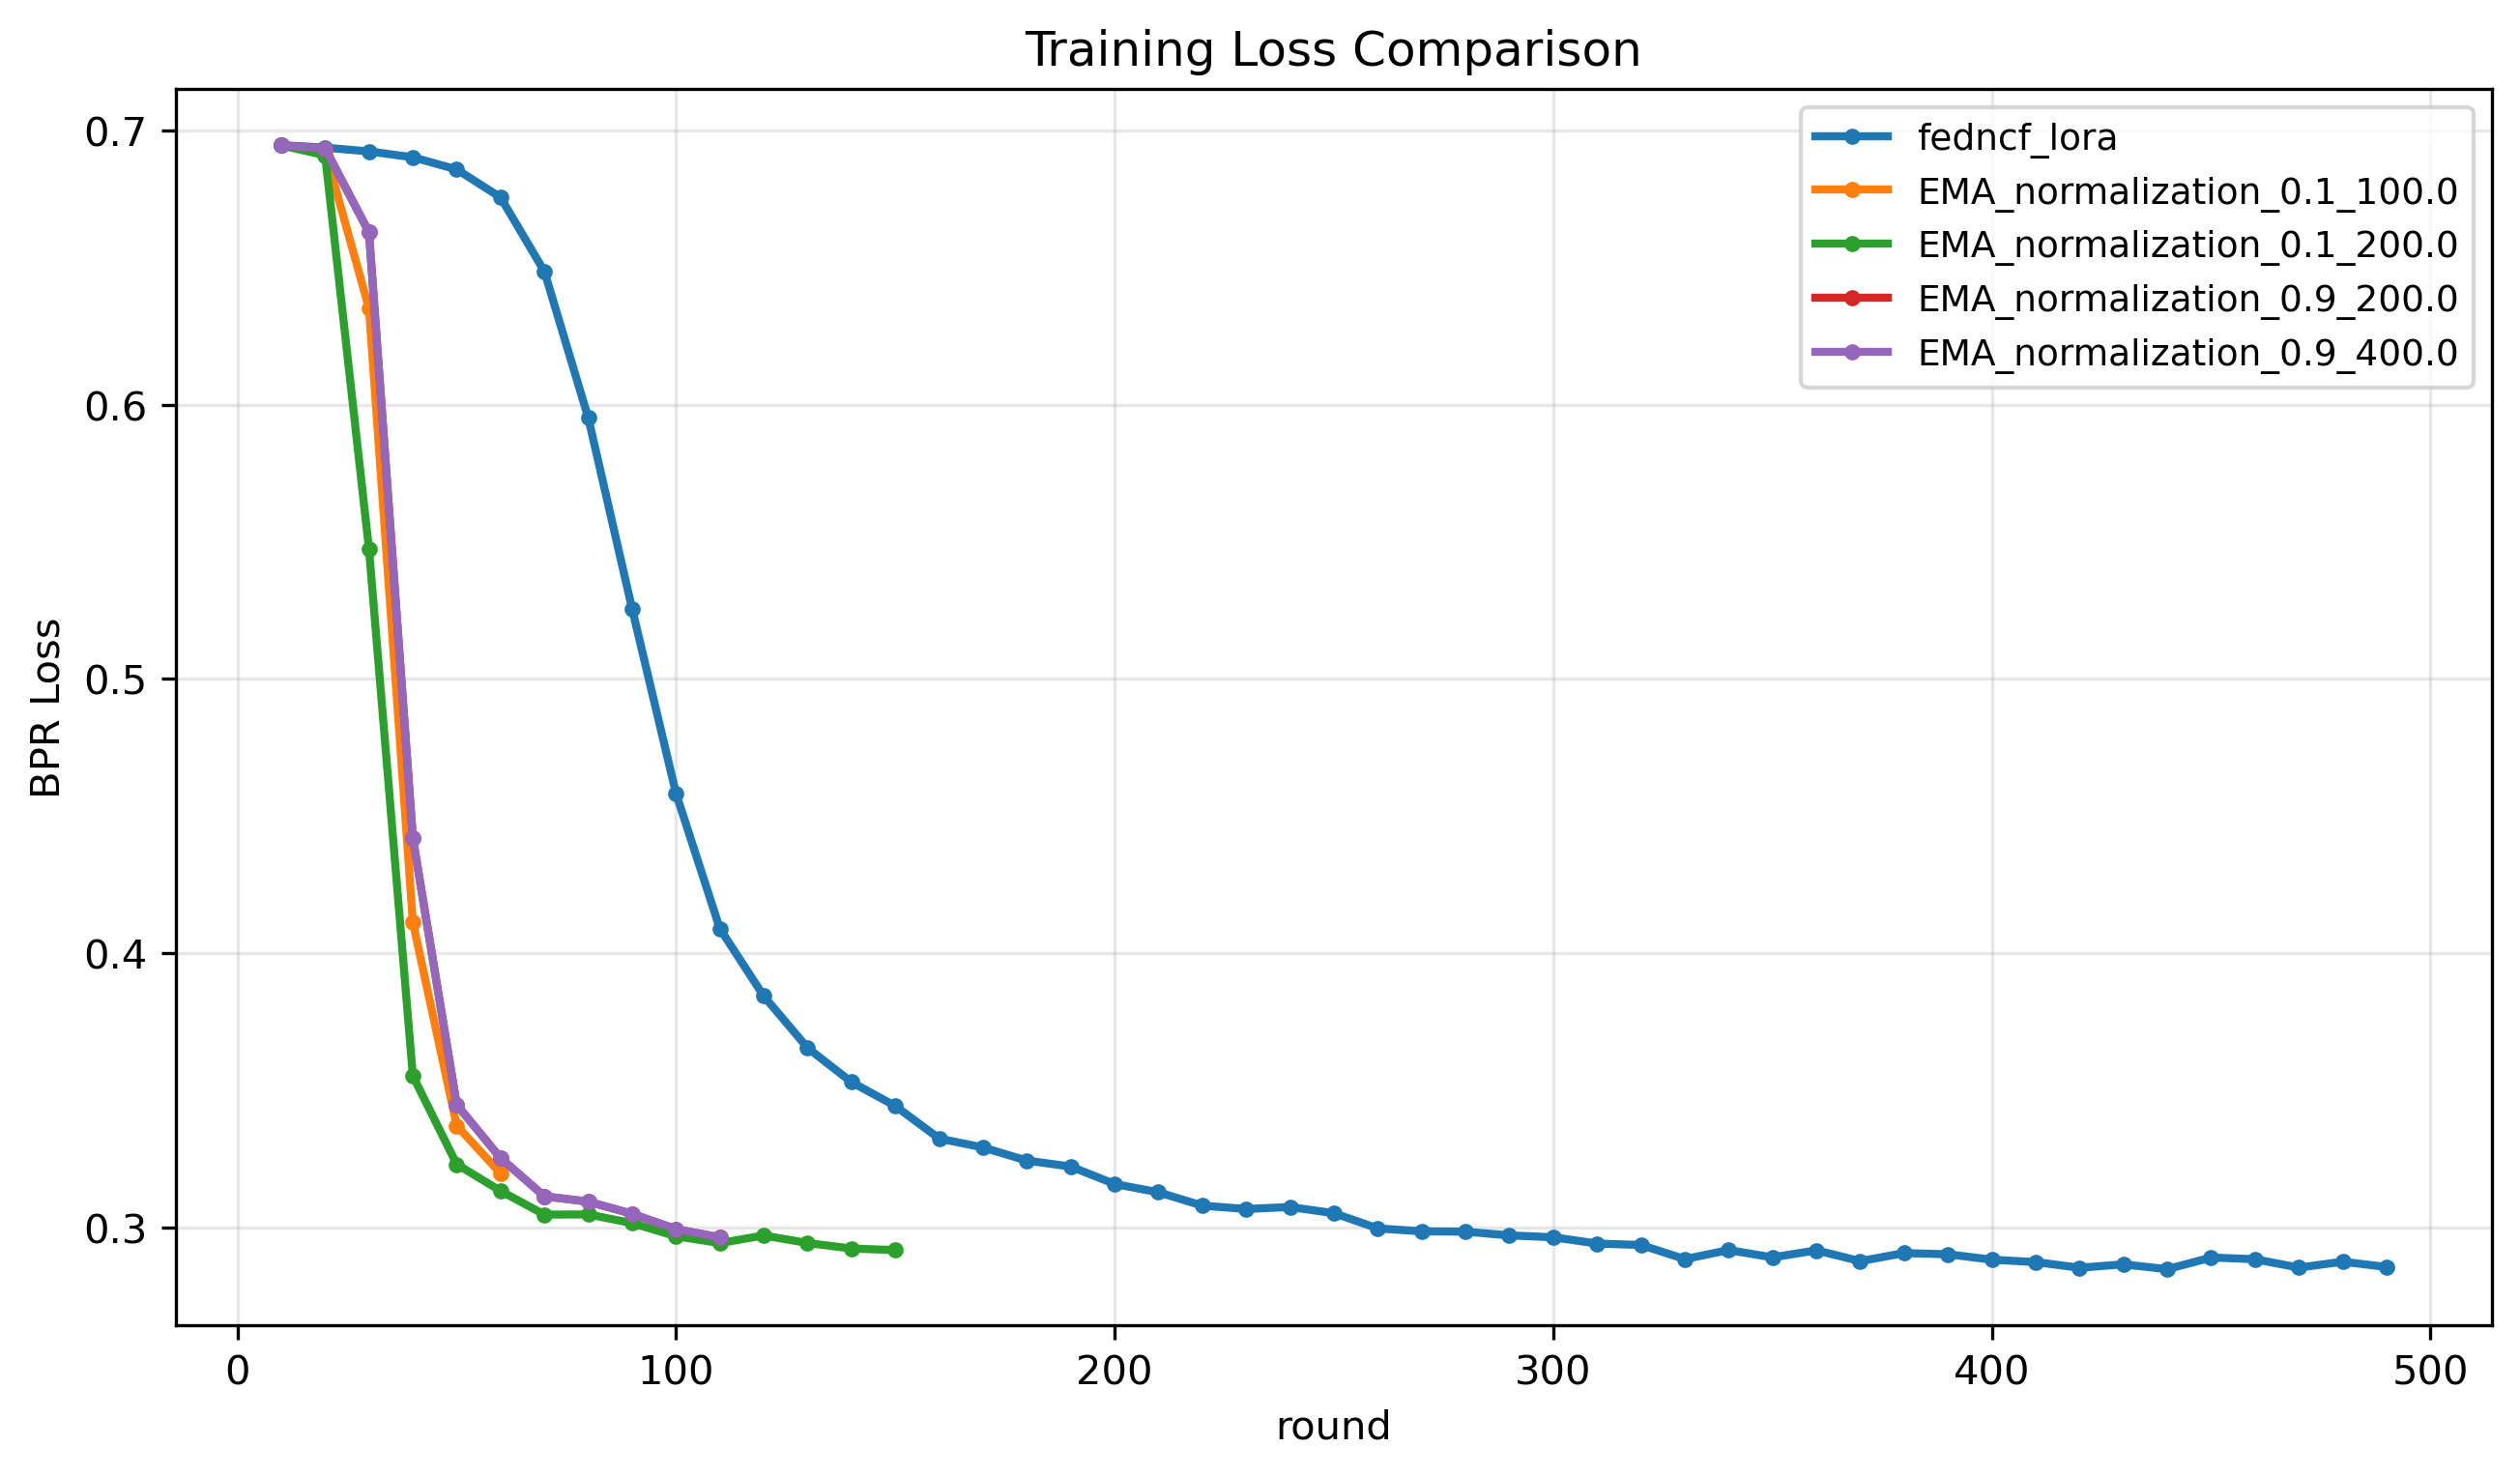 Training Loss Comparison
fedncf_lora
EMA_normalization_0.1_100.0
EMA_normalization_0.1_200.0
EMA_normalization_0.9_200.0
EMA_normalization_0.9_400.0
BPR Loss
0.7
0.6
0.5
0.4
0.3
0 100 200 300 400 500
round